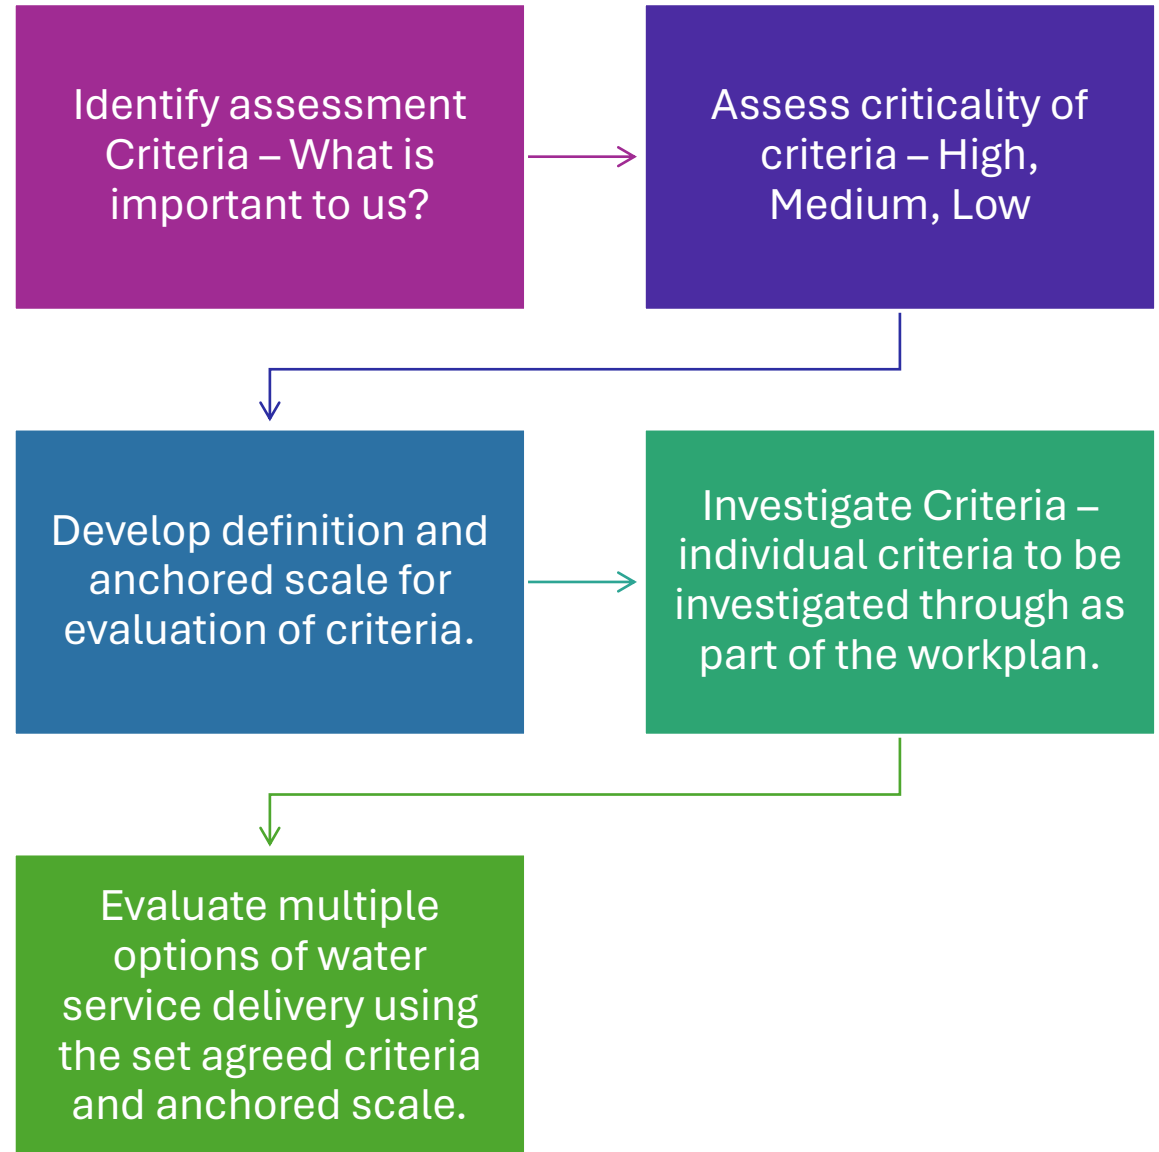 Identify assessment
Criteria – What is
important to us?
Assess criticality of
criteria – High,
Medium, Low
Develop definition and
anchored scale for
evaluation of criteria.
Investigate Criteria –
individual criteria to be
investigated through as
part of the workplan.
Evaluate multiple
options of water
service delivery using
the set agreed criteria
and anchored scale.